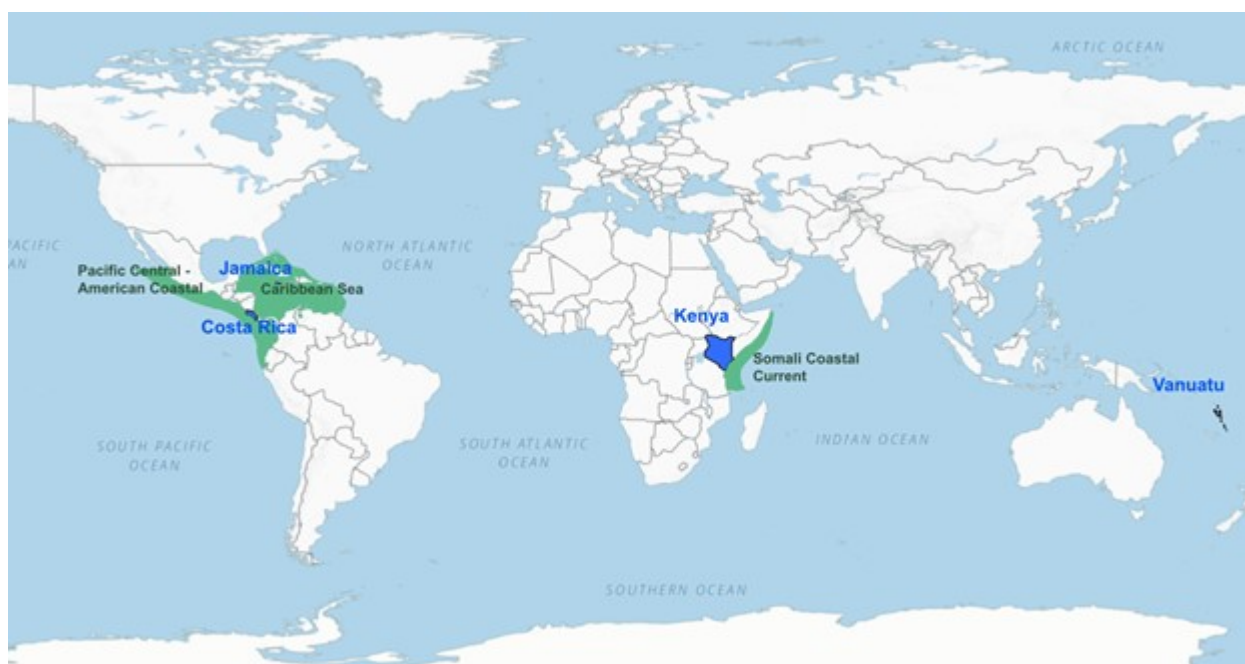 ARCTIC OCEAN
PACIFIC
AN
NORTH ATLANTIC
OCEAN
Pacific Central -
American Coastal
Jamaica
Caribbean Sea
Costa Rica
Kenya
Somali Coastal
Current
Vanuatu
SOUTH PACIFIC
OCEAN
SOUTH ATLANTIC
OCEAN
INDIAN OCEAN
SOUTHERN OCEAN